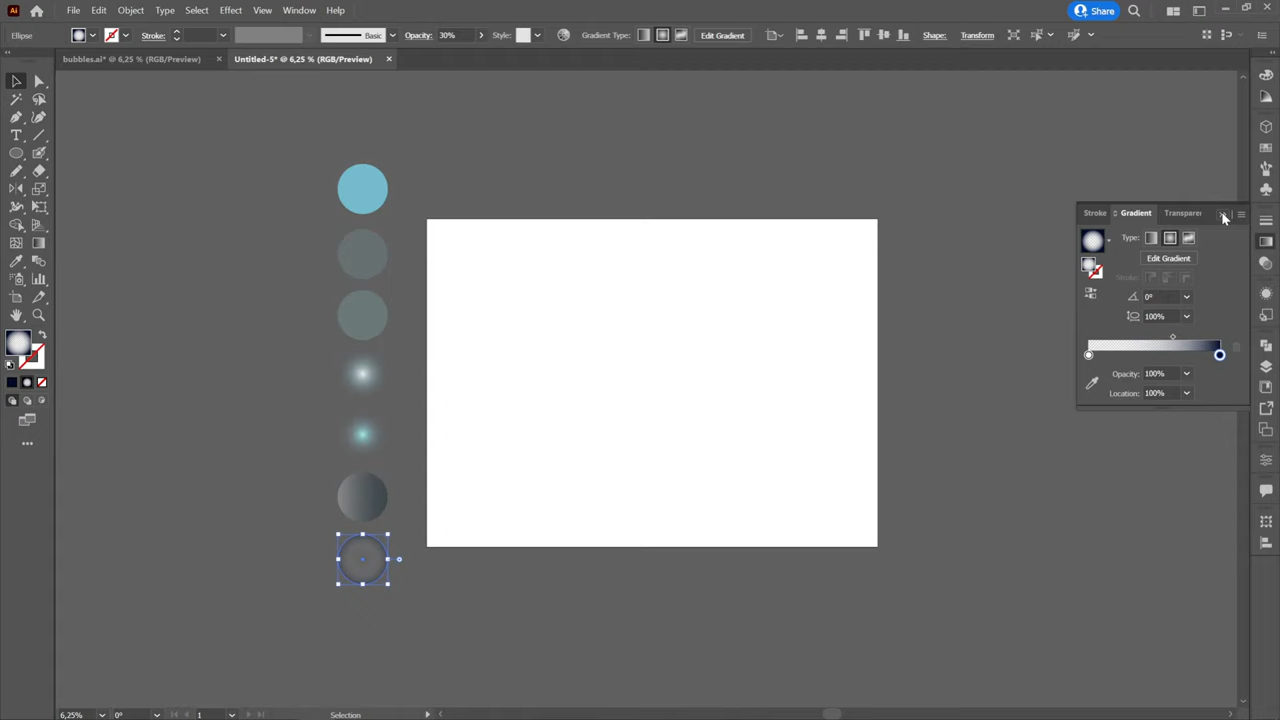 Ai File Edit Object Type Select Effect View Window Help Share
Ellipse Stroke: Basic Opacity: 30% Style: Gradient Type: Edit Gradient Shape: Transform
bubbles.ai* @ 6,25 % (RGB/Preview) × Untitled-5* @ 6,25 % (RGB/Preview) ×
Stroke Gradient
Type:
Edit Gradient
Stroke:
0°
100%
Opacity: 100%
Location: 100%
6,25% 0° 1 Selection